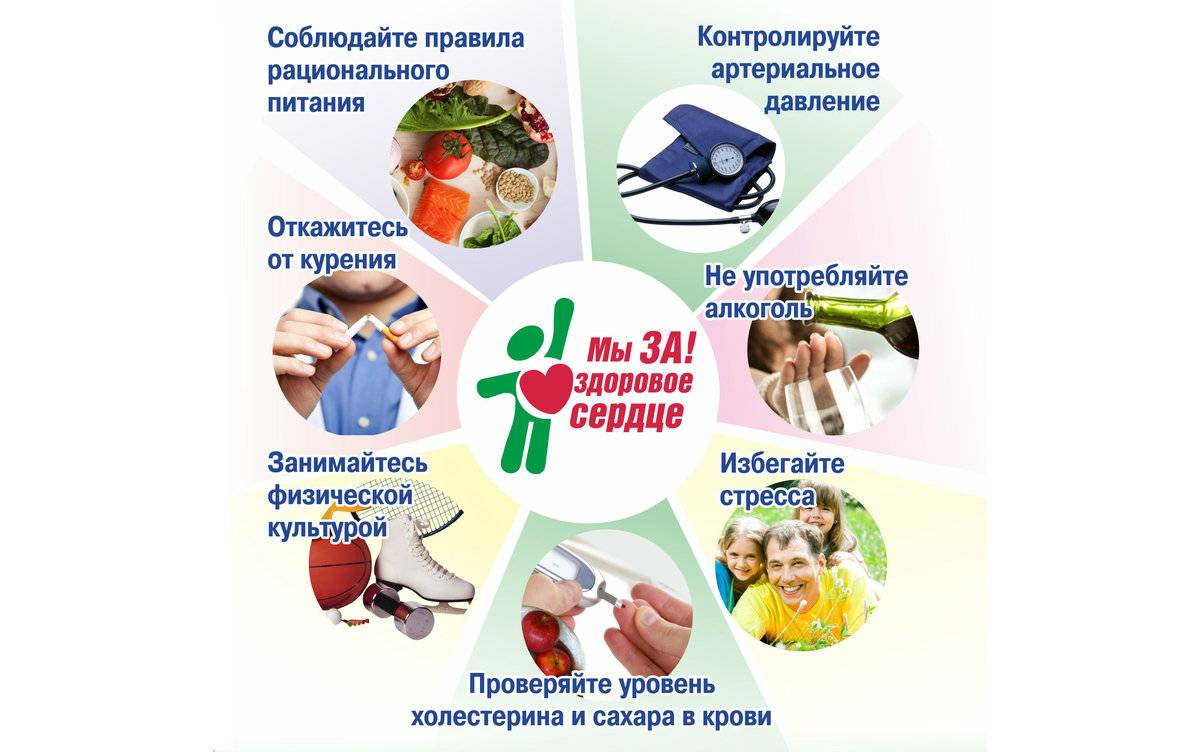 Соблюдайте правила
рационального
питания
Контролируйте
артериальное
давление
Откажитесь
от курения
Не употребляйте
алкоголь
Мы ЗА!
здоровое
сердце
Занимайтесь
физической
культурой
Избегайте
стресса
Проверяйте уровень
холестерина и сахара в крови